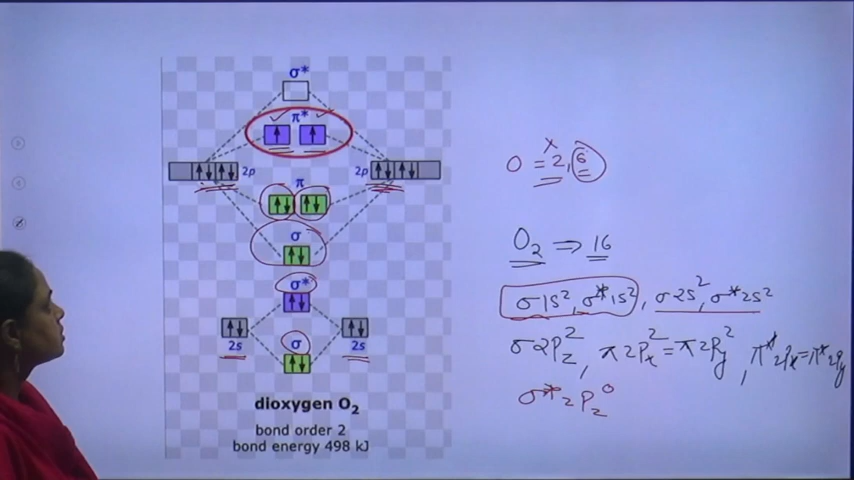 σ*
π*
2p
2p
π
σ
σ*
2s
2s
σ
dioxygen O₂
bond order 2
bond energy 498 kJ
O = 2, 6
O₂ ⇒ 16
σ1s², σ*1s², σ2s², σ*2s²
σ2Pz², π2Px² = π2Py², π*2Px = π*2Py
σ*2Pz⁰